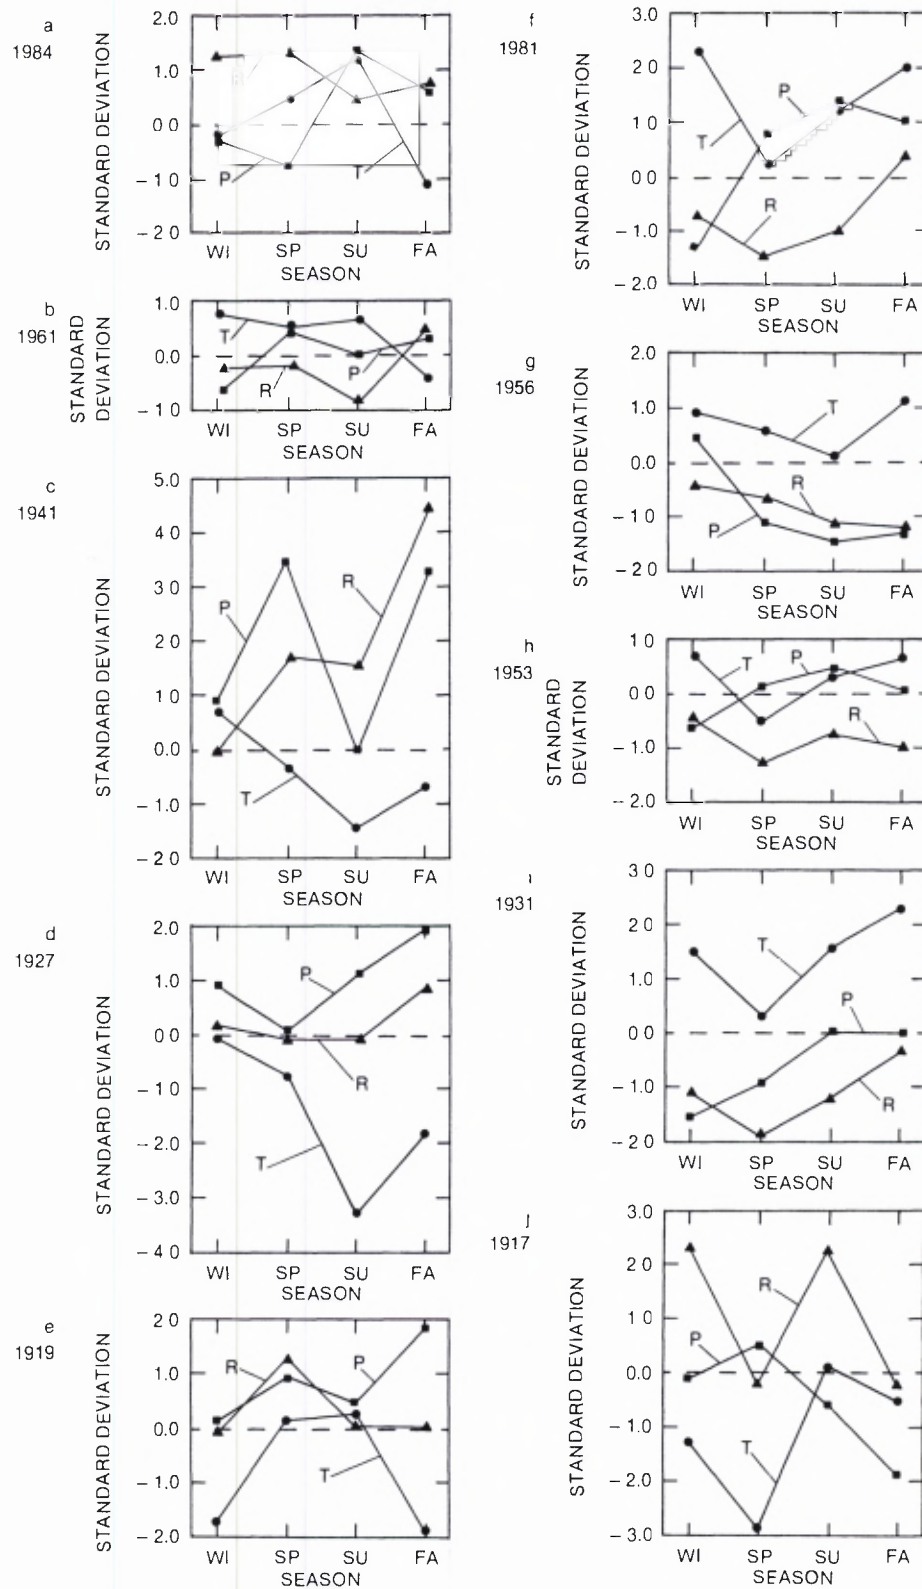 a
1984
STANDARD DEVIATION
2.0
1.0
0 0
-1 0
-2 0
P
T
WI SP SU FA
SEASON
b
1961
STANDARD
DEVIATION
1.0
0.0
-1 0
T
R
P
WI SP SU FA
SEASON
c
1941
STANDARD DEVIATION
5.0
4.0
3.0
2.0
1.0
0.0
-1 0
-2 0
P
R
T
WI SP SU FA
SEASON
d
1927
STANDARD DEVIATION
2.0
1.0
0 0
-1 0
-2.0
-3.0
-4 0
P
R
T
WI SP SU FA
SEASON
e
1919
STANDARD DEVIATION
2 0
1.0
0.0
-1 0
-2.0
R
P
T
WI SP SU FA
SEASON
f
1981
STANDARD DEVIATION
3.0
2.0
1.0
0 0
-1.0
-2.0
P
T
R
WI SP SU FA
SEASON
g
1956
STANDARD DEVIATION
2.0
1.0
0.0
-1 0
-2 0
T
R
P
WI SP SU FA
SEASON
h
1953
STANDARD
DEVIATION
1 0
0 0
-1.0
-2.0
T
P
R
WI SP SU FA
SEASON
i
1931
STANDARD DEVIATION
3 0
2.0
1.0
0 0
-1.0
-2 0
T
P
R
WI SP SU FA
SEASON
j
1917
STANDARD DEVIATION
3.0
2.0
1.0
0.0
-1.0
-2.0
-3.0
R
P
T
WI SP SU FA
SEASON